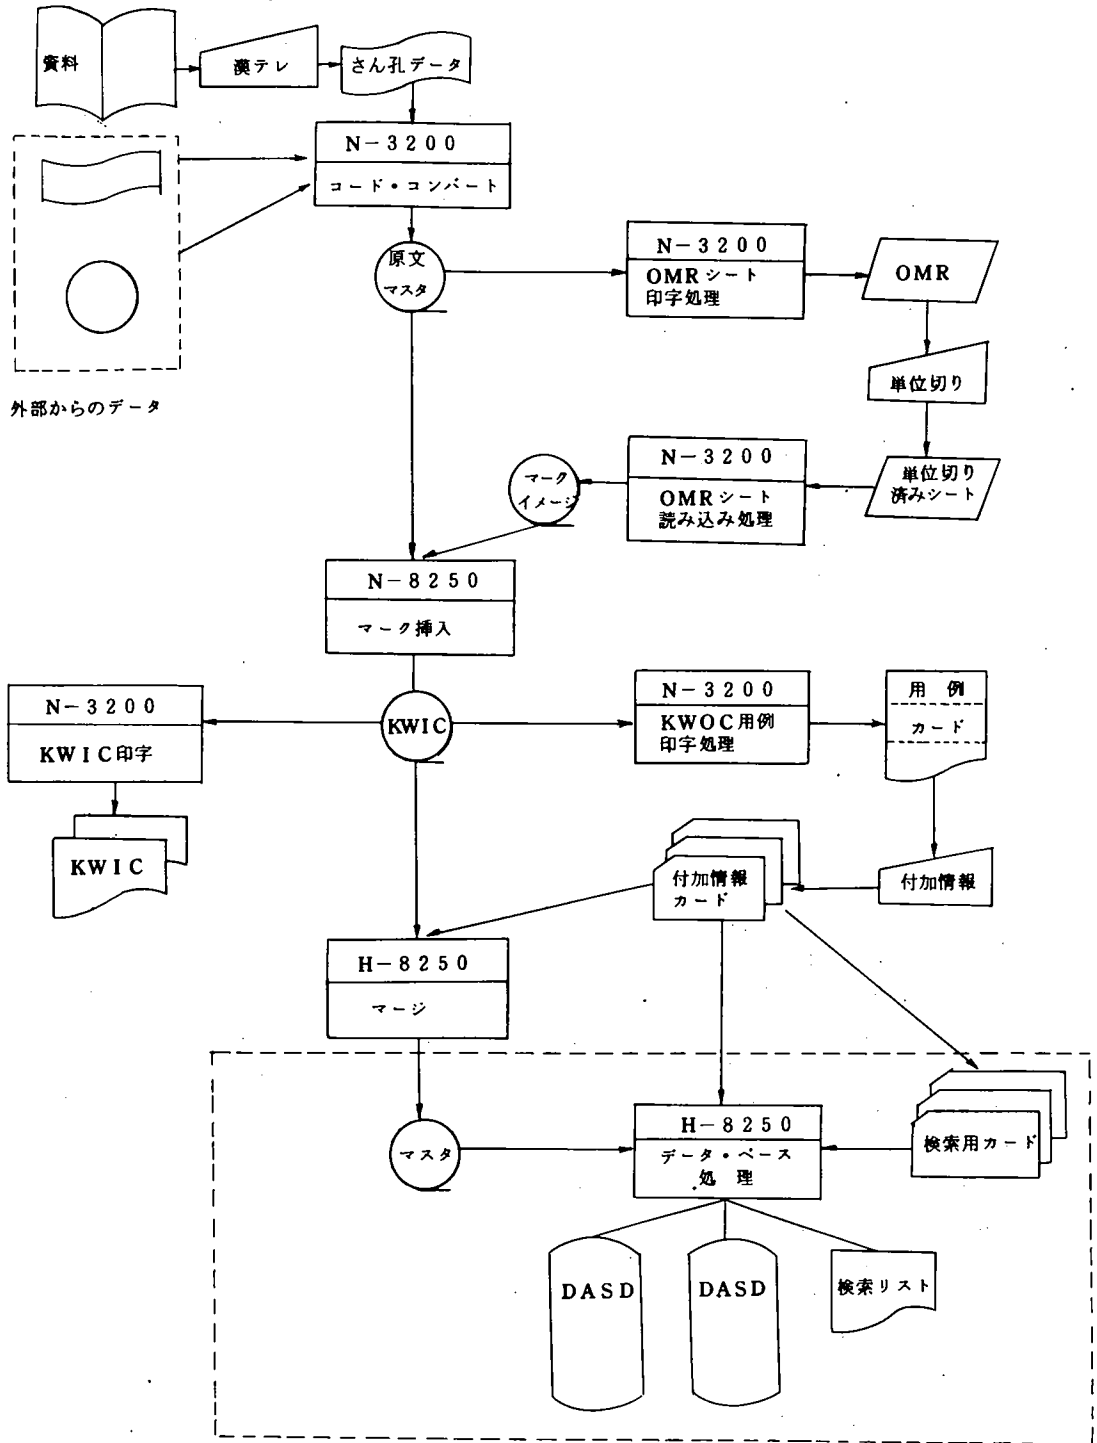 資料
漢テレ
さん孔データ
N-3200
コード・コンバート
外部からのデータ
原文
マスタ
N-3200
OMRシート
印字処理
OMR
単位切り
単位切り
済みシート
N-3200
OMRシート
読み込み処理
マーク
イメージ
N-8250
マーク挿入
KWIC
N-3200
KWIC印字
KWIC
N-3200
KWOC用例
印字処理
用例
カード
付加情報
付加情報
カード
H-8250
マージ
マスタ
H-8250
データ・ベース
処理
検索用カード
DASD
DASD
検索リスト